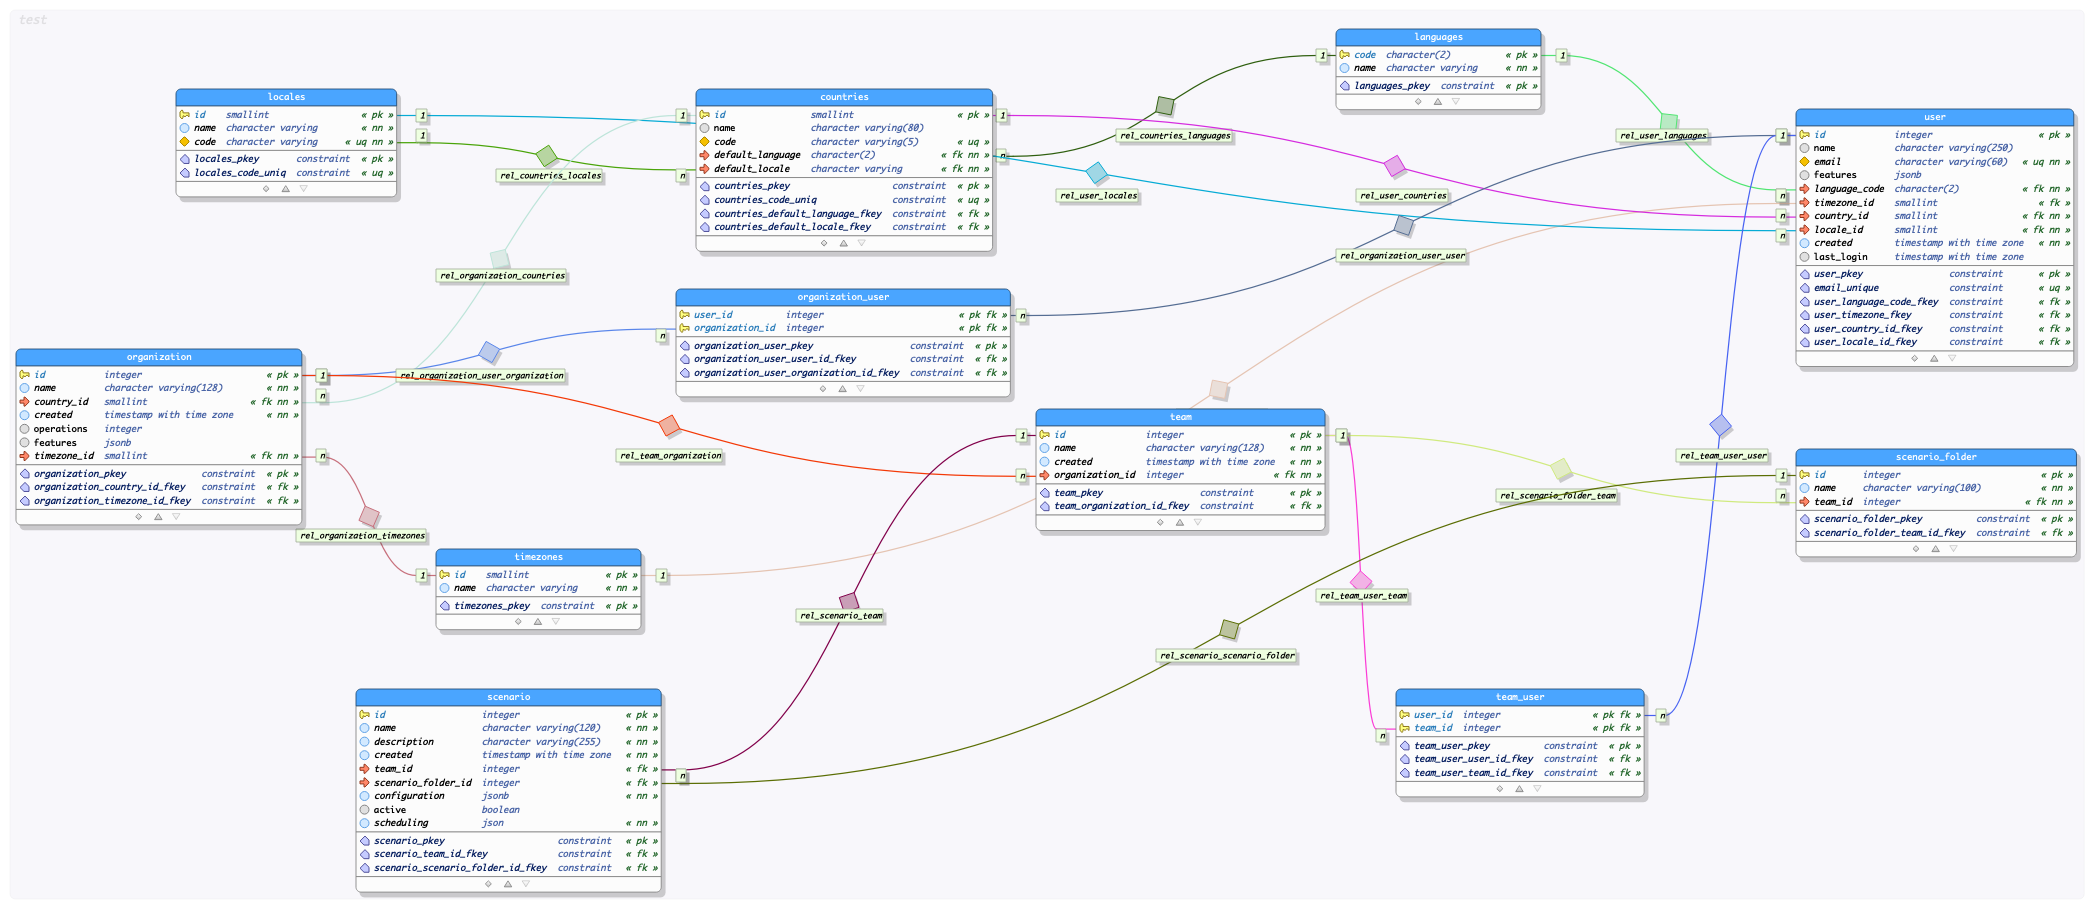 test
languages
code character(2) « pk »
name character varying « nn »
languages_pkey constraint « pk »
1
1
locales
id smallint « pk »
name character varying « nn »
code character varying « uq nn »
locales_pkey constraint « pk »
locales_code_uniq constraint « uq »
1
1
rel_countries_locales
countries
id smallint « pk »
name character varying(80)
code character varying(5) « uq »
default_language character(2) « fk nn »
default_locale character varying « fk nn »
countries_pkey constraint « pk »
countries_code_uniq constraint « uq »
countries_default_language_fkey constraint « fk »
countries_default_locale_fkey constraint « fk »
1
n
1
n
rel_countries_languages
rel_user_locales
rel_user_countries
rel_user_languages
user
id integer « pk »
name character varying(250)
email character varying(60) « uq nn »
features jsonb
language_code character(2) « fk nn »
timezone_id smallint « fk »
country_id smallint « fk nn »
locale_id smallint « fk nn »
created timestamp with time zone « nn »
last_login timestamp with time zone
user_pkey constraint « pk »
email_unique constraint « uq »
user_language_code_fkey constraint « fk »
user_timezone_fkey constraint « fk »
user_country_id_fkey constraint « fk »
user_locale_id_fkey constraint « fk »
1
n
n
n
rel_organization_countries
rel_organization_user_user
organization_user
user_id integer « pk fk »
organization_id integer « pk fk »
organization_user_pkey constraint « pk »
organization_user_user_id_fkey constraint « fk »
organization_user_organization_id_fkey constraint « fk »
n
n
organization
id integer « pk »
name character varying(128) « nn »
country_id smallint « fk nn »
created timestamp with time zone « nn »
operations integer
features jsonb
timezone_id smallint « fk nn »
organization_pkey constraint « pk »
organization_country_id_fkey constraint « fk »
organization_timezone_id_fkey constraint « fk »
1
n
n
rel_organization_user_organization
rel_team_organization
rel_organization_timezones
team
id integer « pk »
name character varying(128) « nn »
created timestamp with time zone « nn »
organization_id integer « fk nn »
team_pkey constraint « pk »
team_organization_id_fkey constraint « fk »
1
n
1
rel_team_user_user
rel_scenario_folder_team
scenario_folder
id integer « pk »
name character varying(100) « nn »
team_id integer « fk nn »
scenario_folder_pkey constraint « pk »
scenario_folder_team_id_fkey constraint « fk »
1
n
timezones
id smallint « pk »
name character varying « nn »
timezones_pkey constraint « pk »
1
1
rel_scenario_team
rel_team_user_team
rel_scenario_scenario_folder
scenario
id integer « pk »
name character varying(120) « nn »
description character varying(255) « nn »
created timestamp with time zone « nn »
team_id integer « fk »
scenario_folder_id integer « fk »
configuration jsonb « nn »
active boolean
scheduling json « nn »
scenario_pkey constraint « pk »
scenario_team_id_fkey constraint « fk »
scenario_scenario_folder_id_fkey constraint « fk »
n
team_user
user_id integer « pk fk »
team_id integer « pk fk »
team_user_pkey constraint « pk »
team_user_user_id_fkey constraint « fk »
team_user_team_id_fkey constraint « fk »
n
n